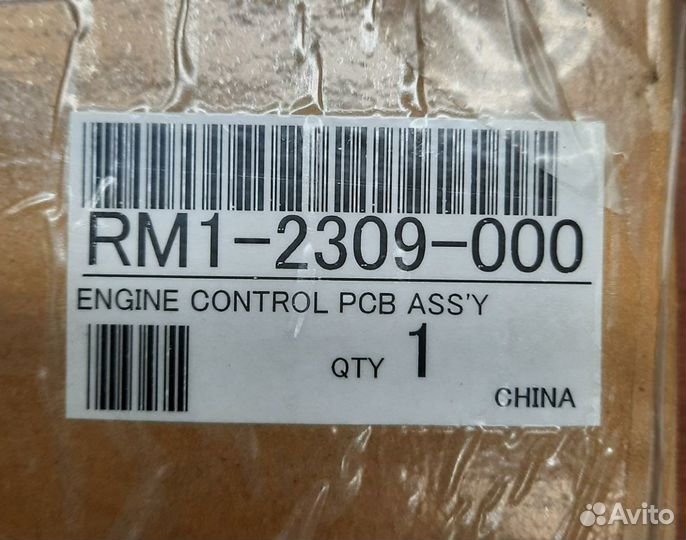 RM1-2309-000
ENGINE CONTROL PCB ASS'Y
QTY 1
CHINA
Avito